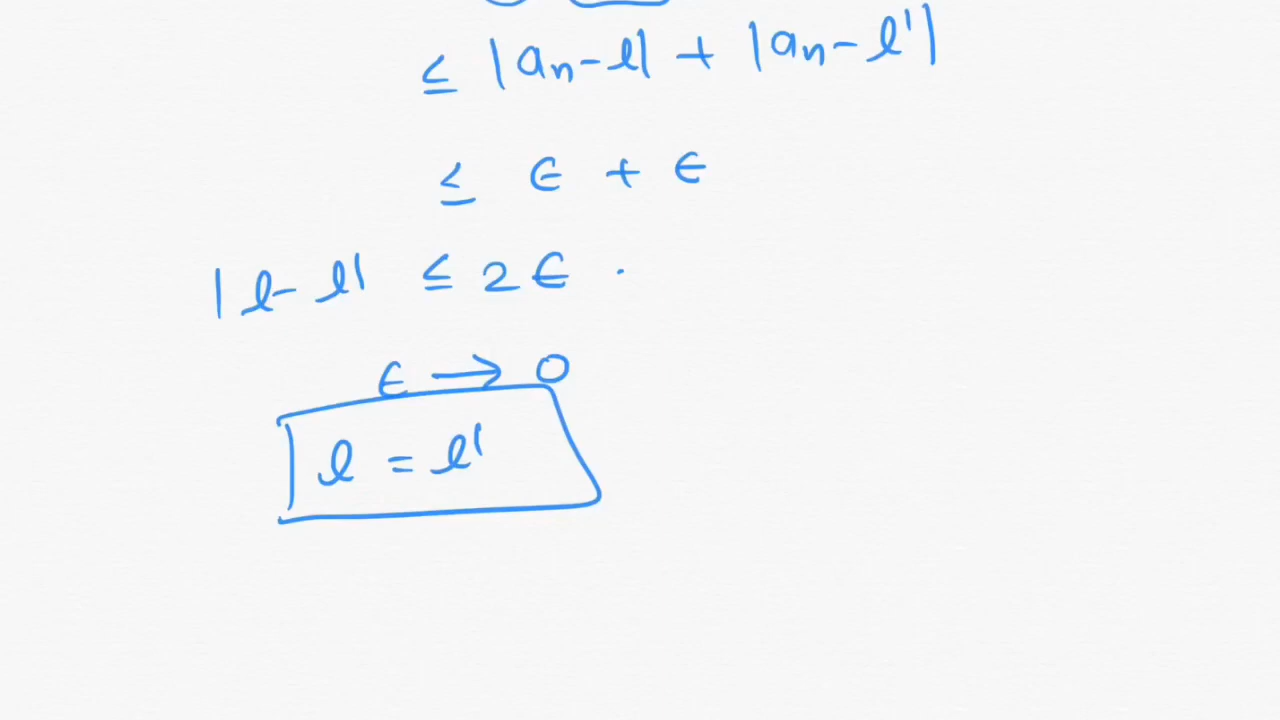 ≤ |an - l| + |an - l'|
≤ ϵ + ϵ
|l - l'| ≤ 2ϵ .
ϵ → 0
l = l'